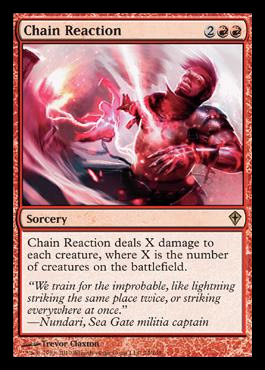 Chain Reaction 2
Sorcery
Chain Reaction deals X damage to
each creature, where X is the number
of creatures on the battlefield.
“We train for the improbable, like lightning
striking the same place twice, or striking
everywhere at once.”
—Nundari, Sea Gate militia captain
Trevor Claxton